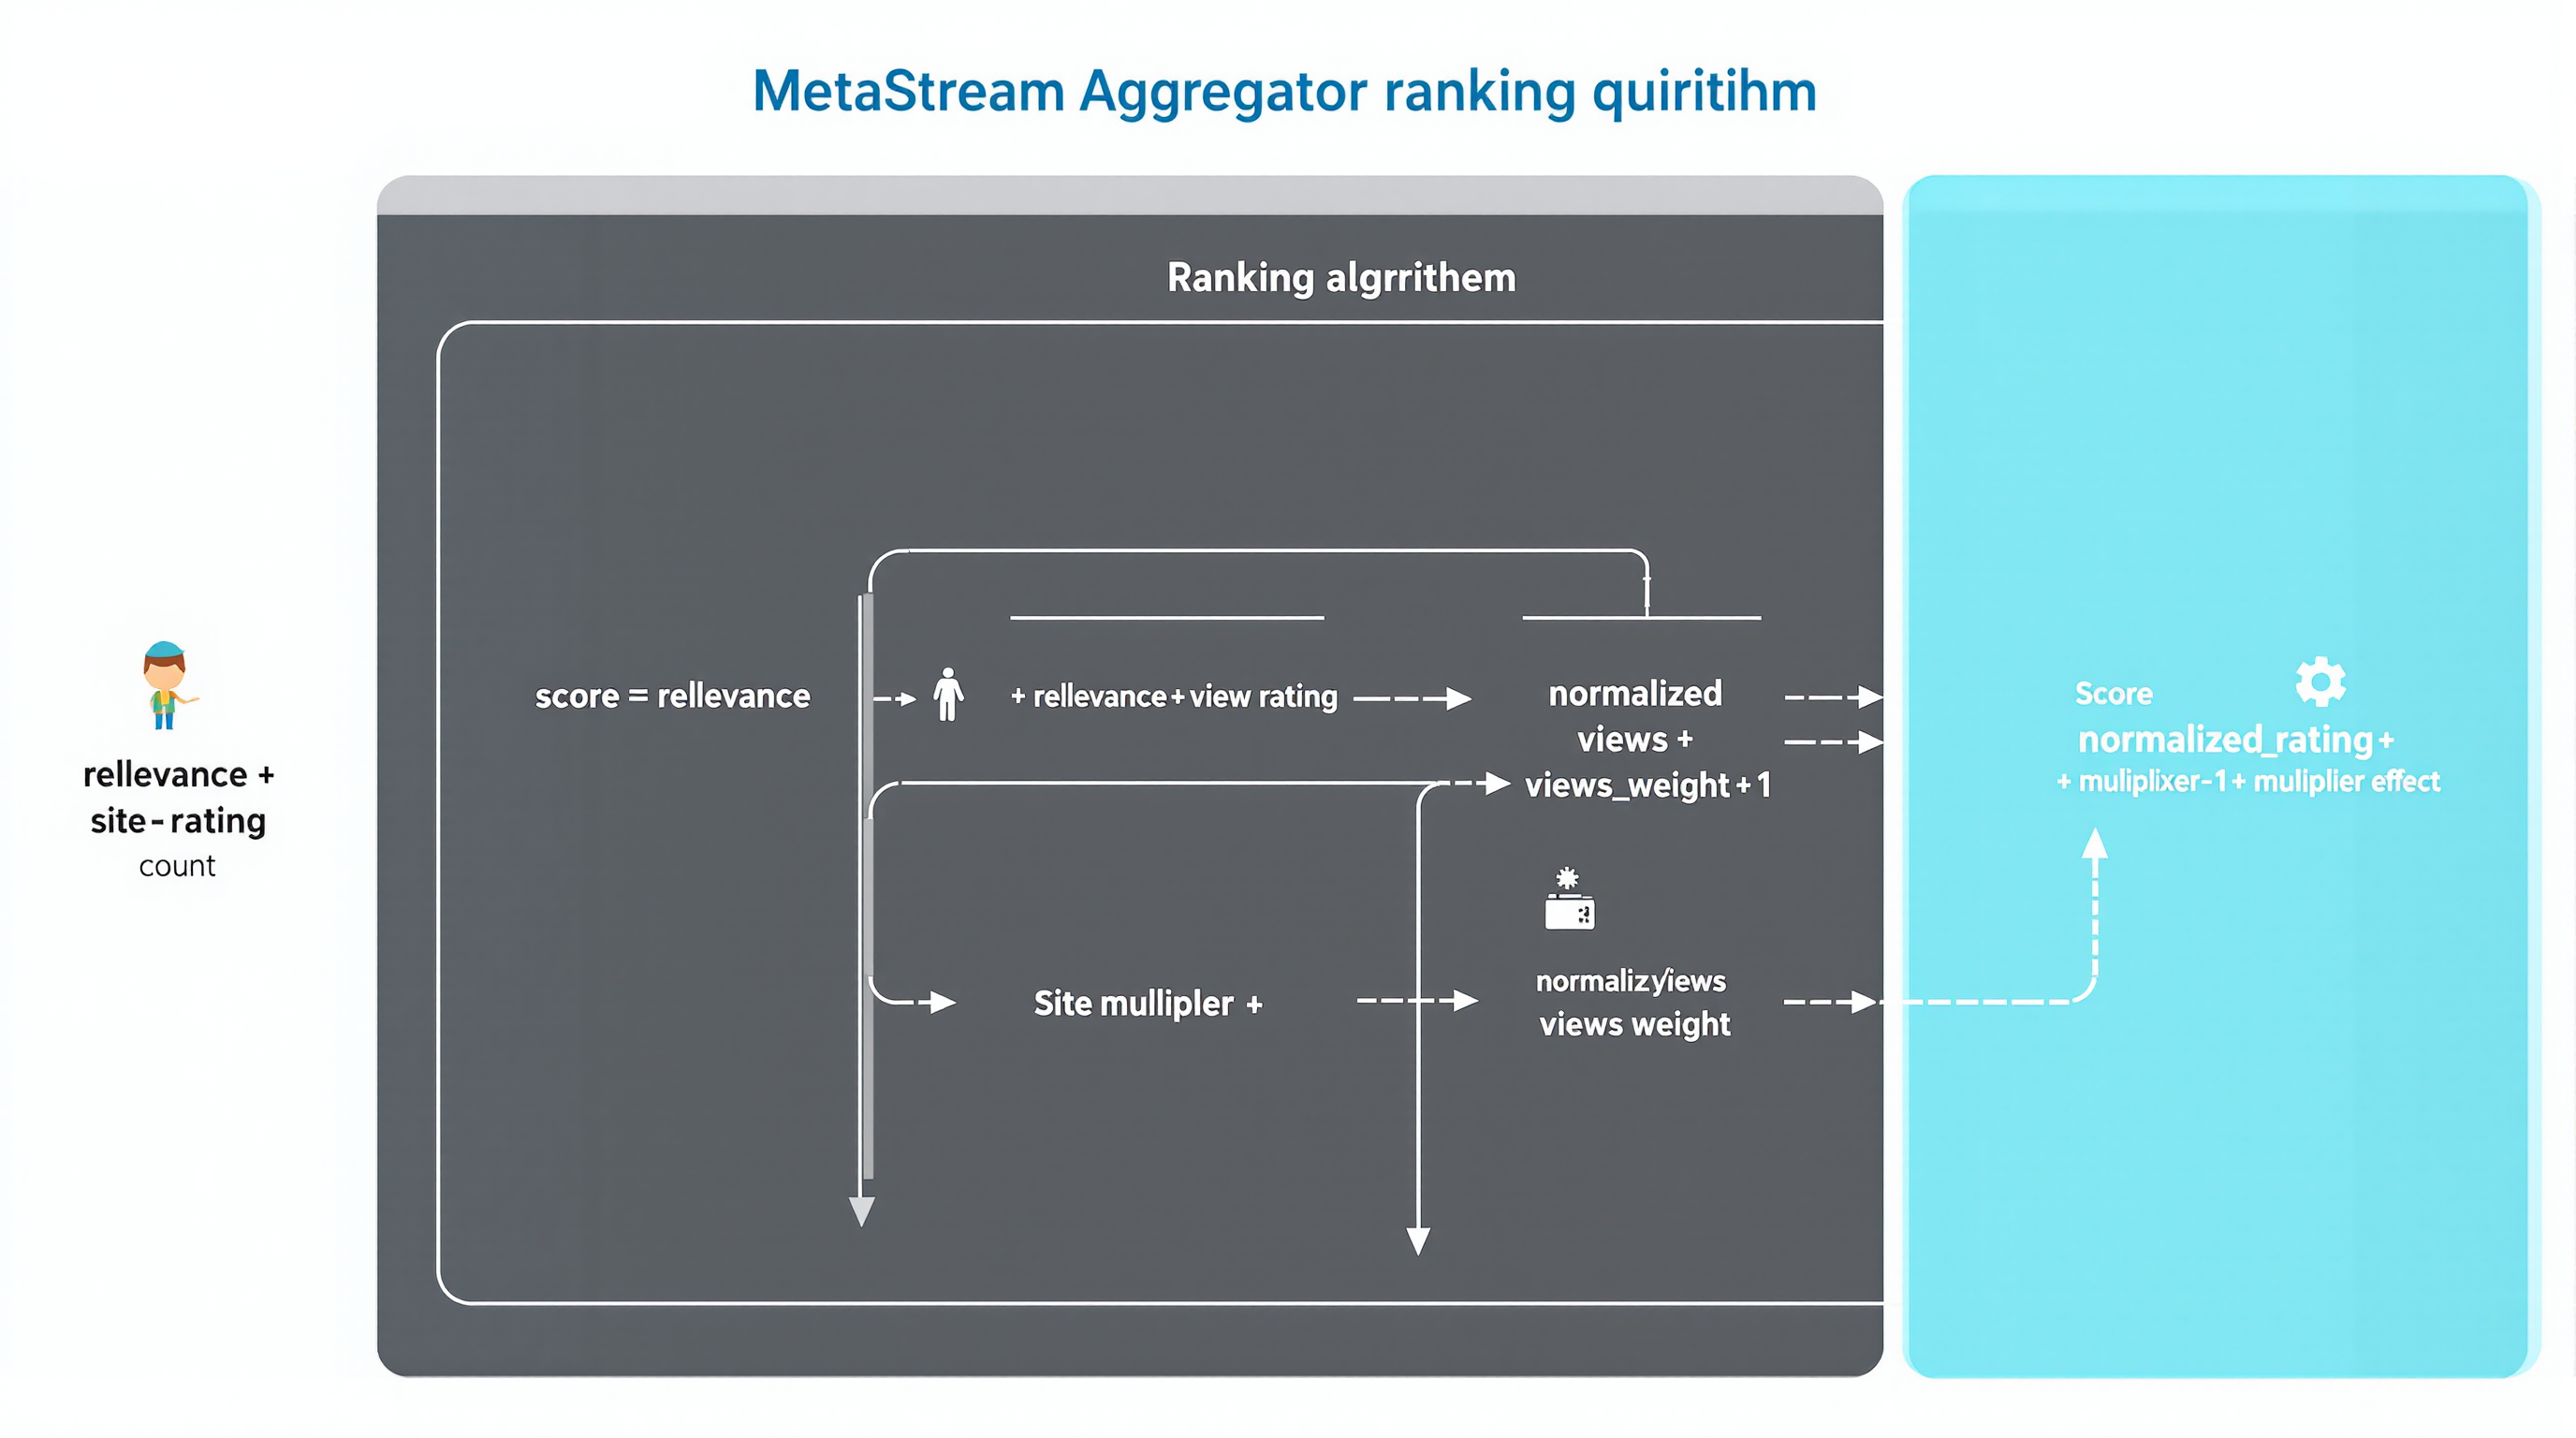 MetaStream Aggregator ranking quiritihm
Ranking algrrithem
rellevance +
site-rating
count
score = rellevance
+ rellevance + view rating
normalized
views +
views_weight + 1
Site mullipler +
normalizyiews
views weight
Score
normalized_rating +
+ muliplixer-1 + muliplier effect